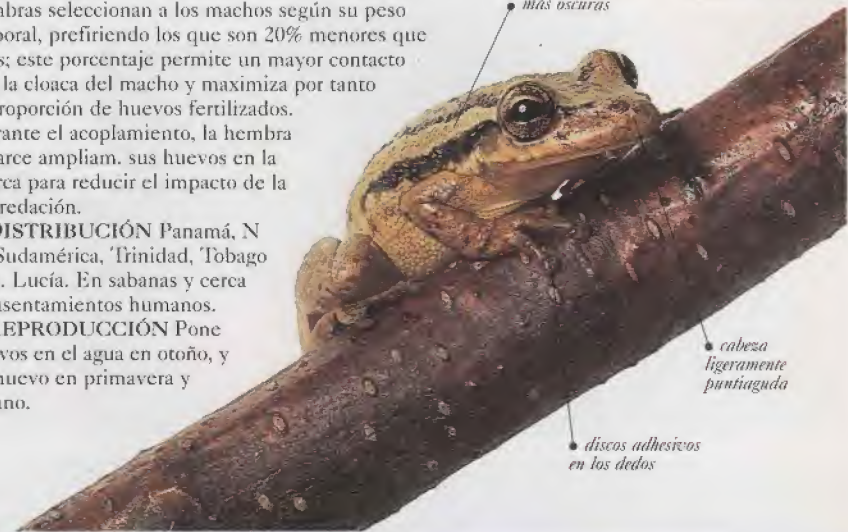 abras seleccionan a los machos según su peso
poral, prefiriendo los que son 20% menores que
s; este porcentaje permite un mayor contacto
la cloaca del macho y maximiza por tanto
roporción de huevos fertilizados.
rante el acoplamiento, la hembra
arce ampliam. sus huevos en la
rca para reducir el impacto de la
redación.
DISTRIBUCIÓN Panamá, N
Sudamérica, Trinidad, Tobago
. Lucía. En sabanas y cerca
asentamientos humanos.
REPRODUCCIÓN Pone
vos en el agua en otoño, y
nuevo en primavera y
ano.
más oscuras
cabeza
ligeramente
puntiaguda
discos adhesivos
en los dedos